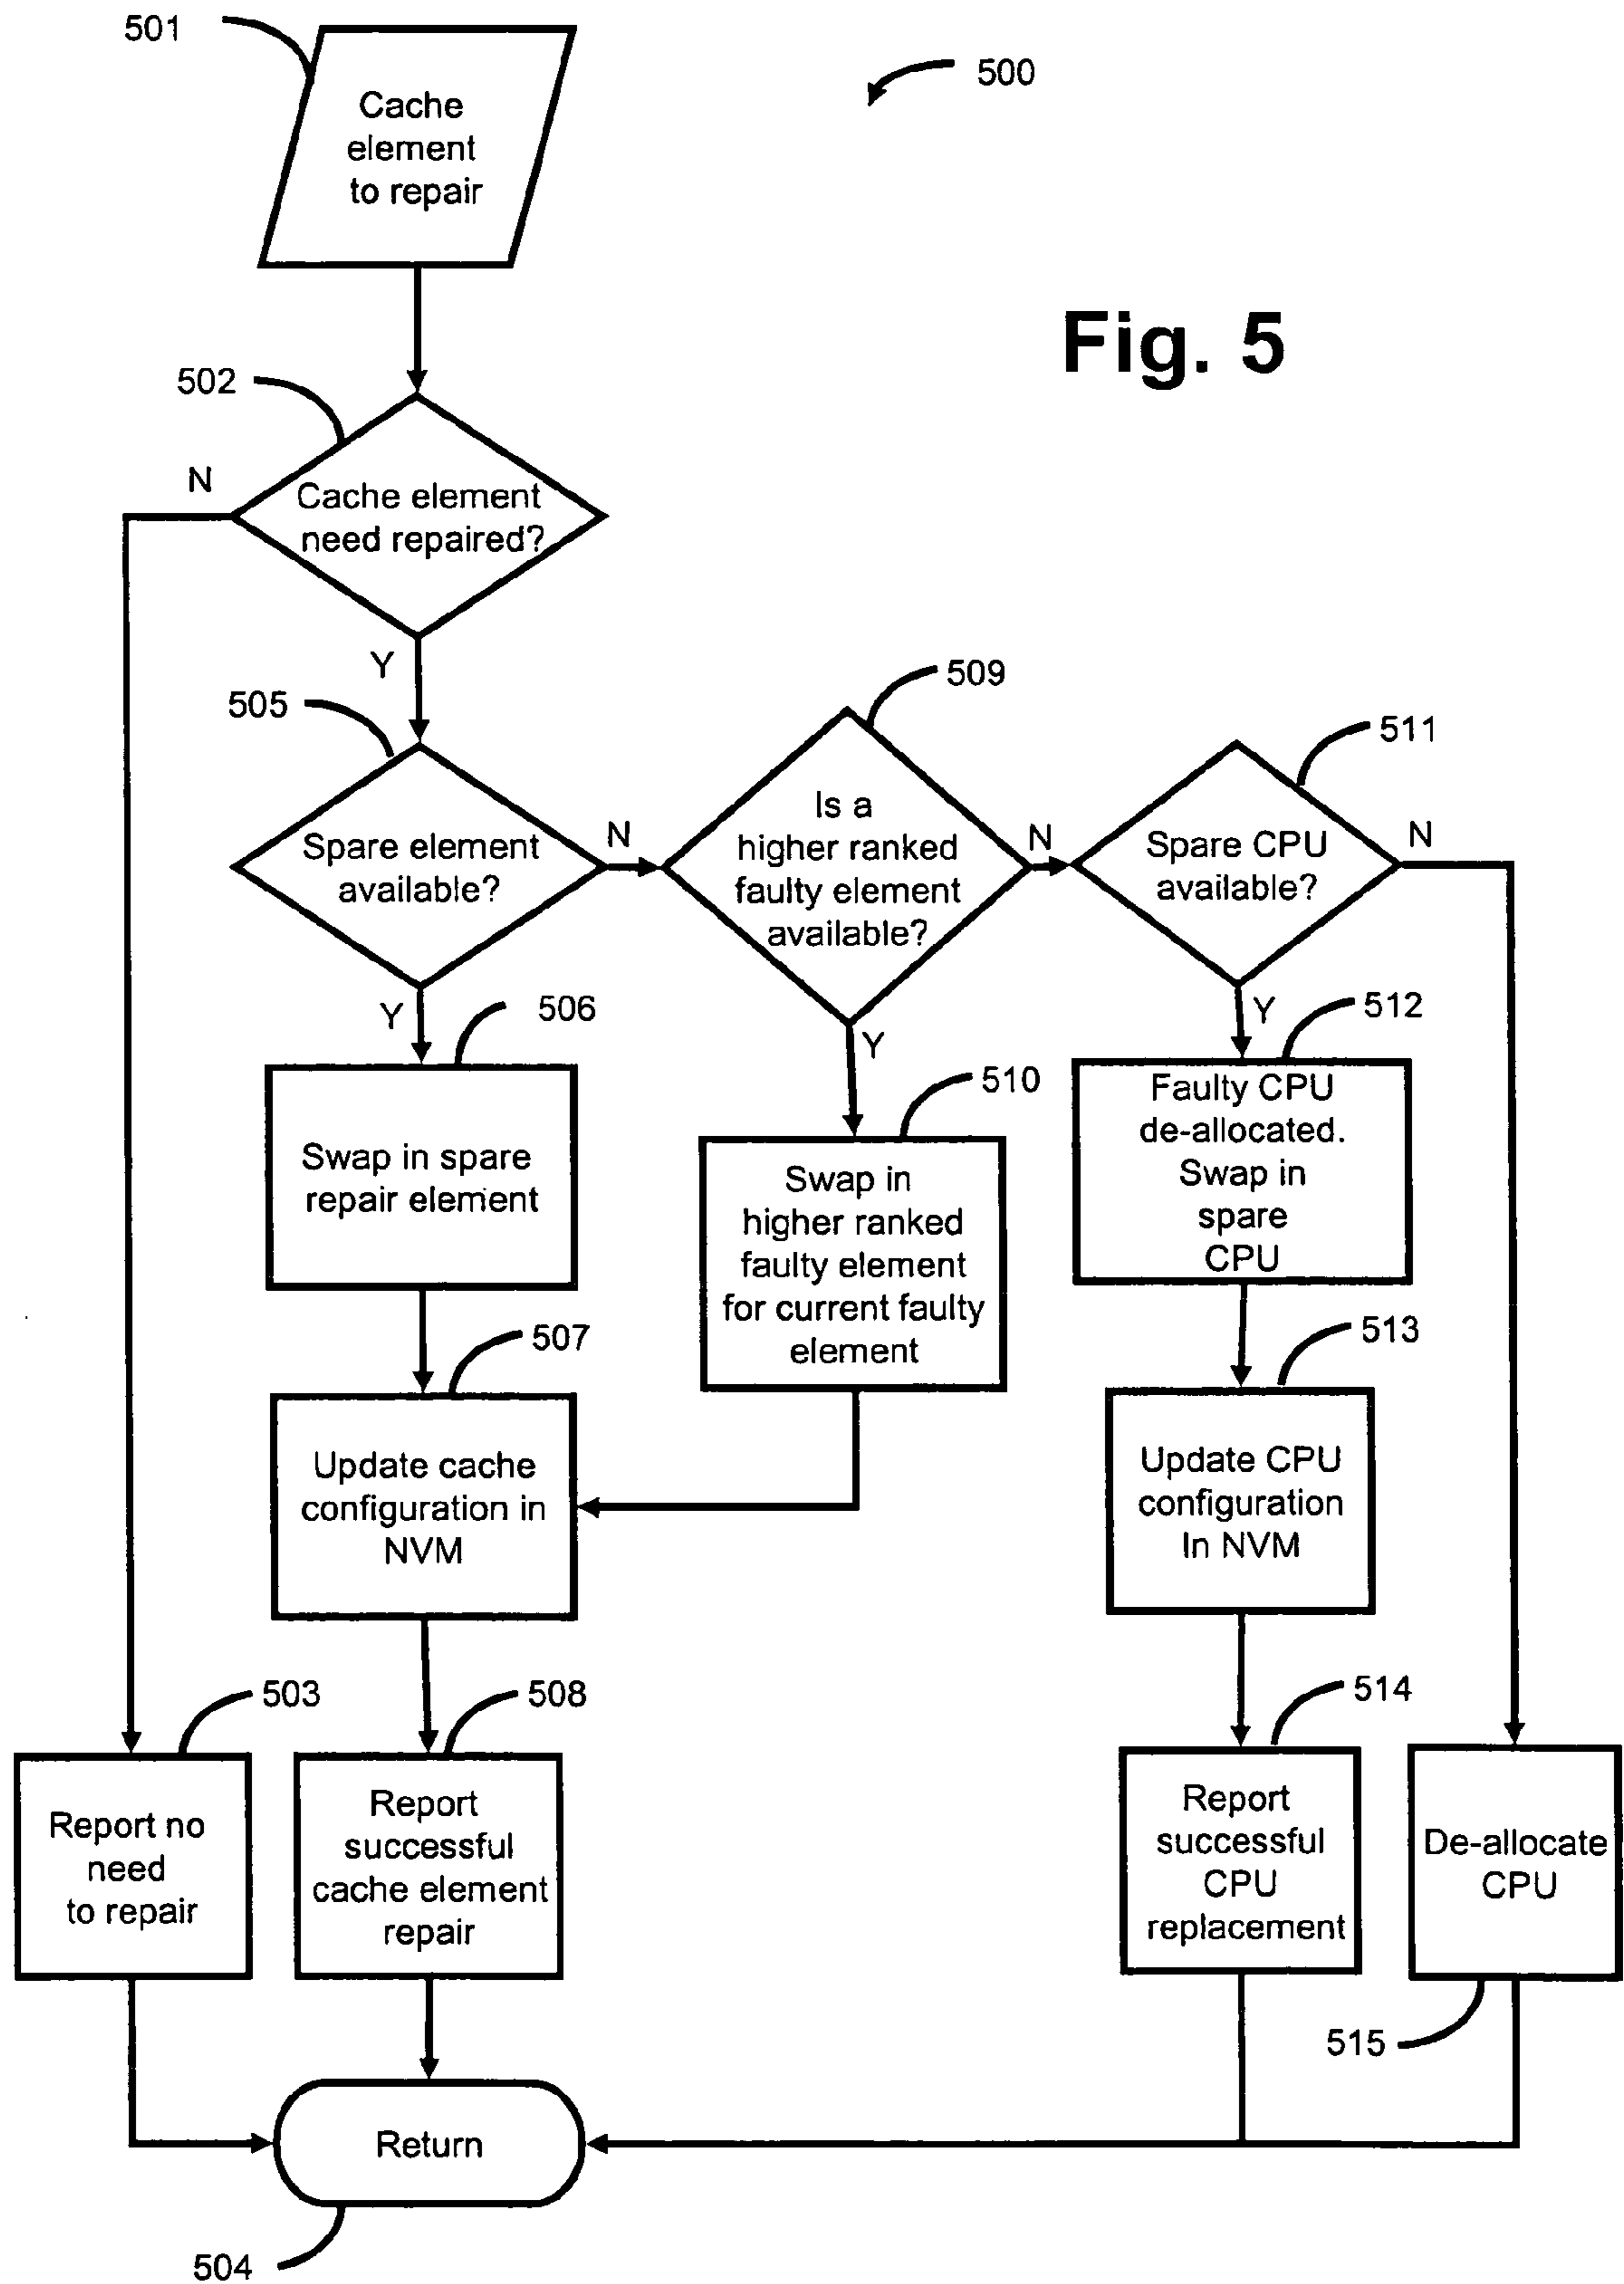 501
500
Cache
element
to repair
Fig. 5
502
N
Cache element
need repaired?
Y
505
509
511
Spare element
available?
N
Is a
higher ranked
faulty element
available?
N
Spare CPU
available?
N
Y
506
Y
510
Y
512
Swap in spare
repair element
Swap in
higher ranked
faulty element
for current faulty
element
Faulty CPU
de-allocated.
Swap in
spare
CPU
507
513
Update cache
configuration in
NVM
Update CPU
configuration
In NVM
503
508
514
Report no
need
to repair
Report
successful
cache element
repair
Report
successful
CPU
replacement
De-allocate
CPU
515
Return
504